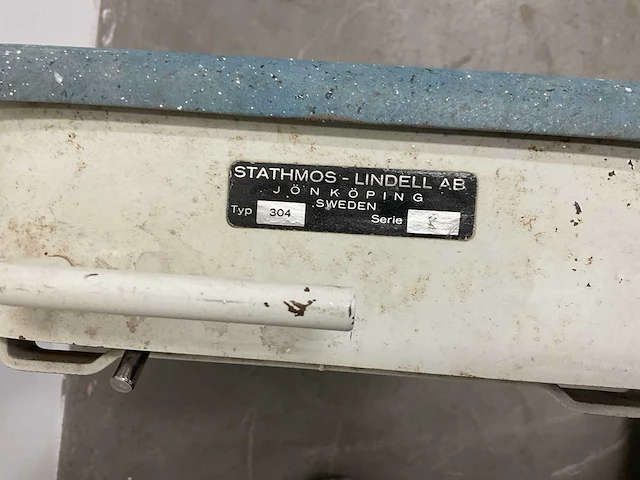 STATHMOS - LINDELL AB
JÖNKÖPING
SWEDEN
Typ 304 Serie K